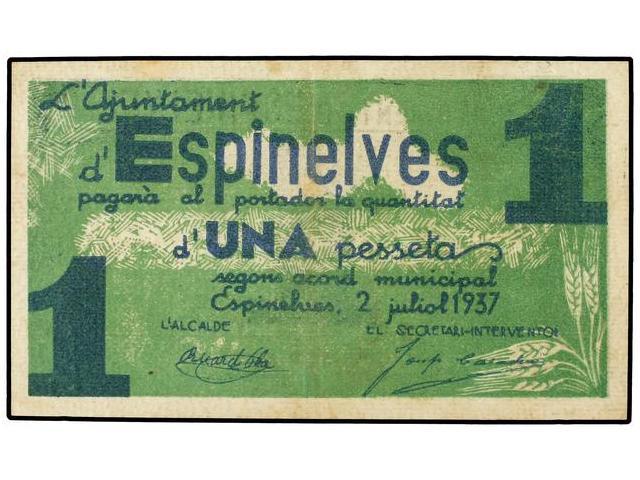 L'Ajuntament
d'Espinelves
pagarà al portador la quantitat
d'UNA pesseta
segons acord municipal
Espinelves, 2 juliol 1937
L'ALCALDE EL SECRETARI-INTERVENTOR
1
1